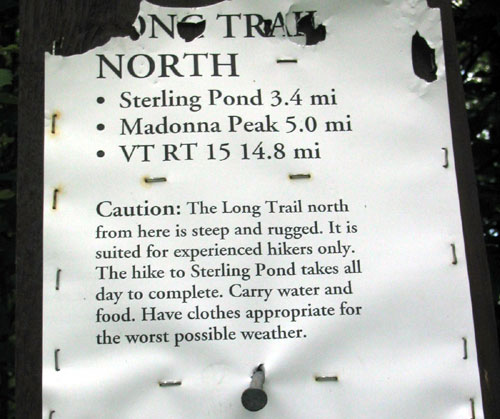 LONG TRAIL
NORTH
• Sterling Pond 3.4 mi
• Madonna Peak 5.0 mi
• VT RT 15 14.8 mi
Caution: The Long Trail north
from here is steep and rugged. It is
suited for experienced hikers only.
The hike to Sterling Pond takes all
day to complete. Carry water and
food. Have clothes appropriate for
the worst possible weather.